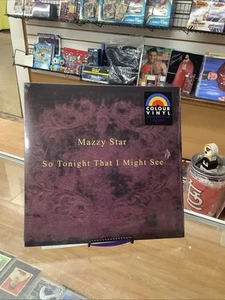 COLOUR
VINYL
Mazzy Star
So Tonight That I Might See